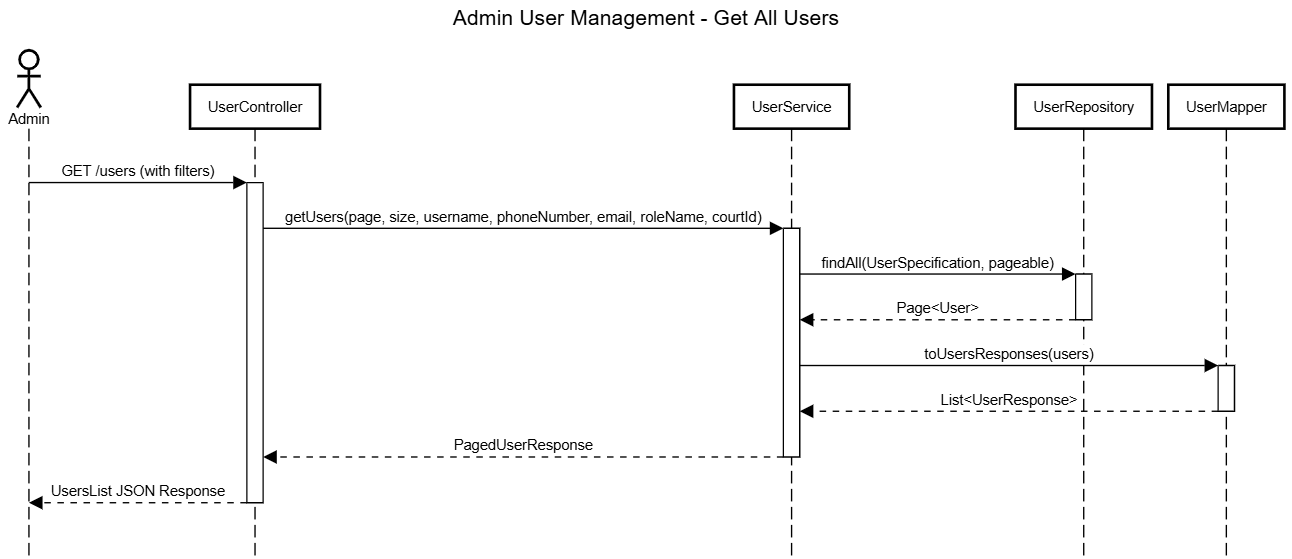 Admin User Management - Get All Users
Admin
UserController
UserService
UserRepository
UserMapper
GET /users (with filters)
getUsers(page, size, username, phoneNumber, email, roleName, courtId)
findAll(UserSpecification, pageable)
Page<User>
toUsersResponses(users)
List<UserResponse>
PagedUserResponse
UsersList JSON Response